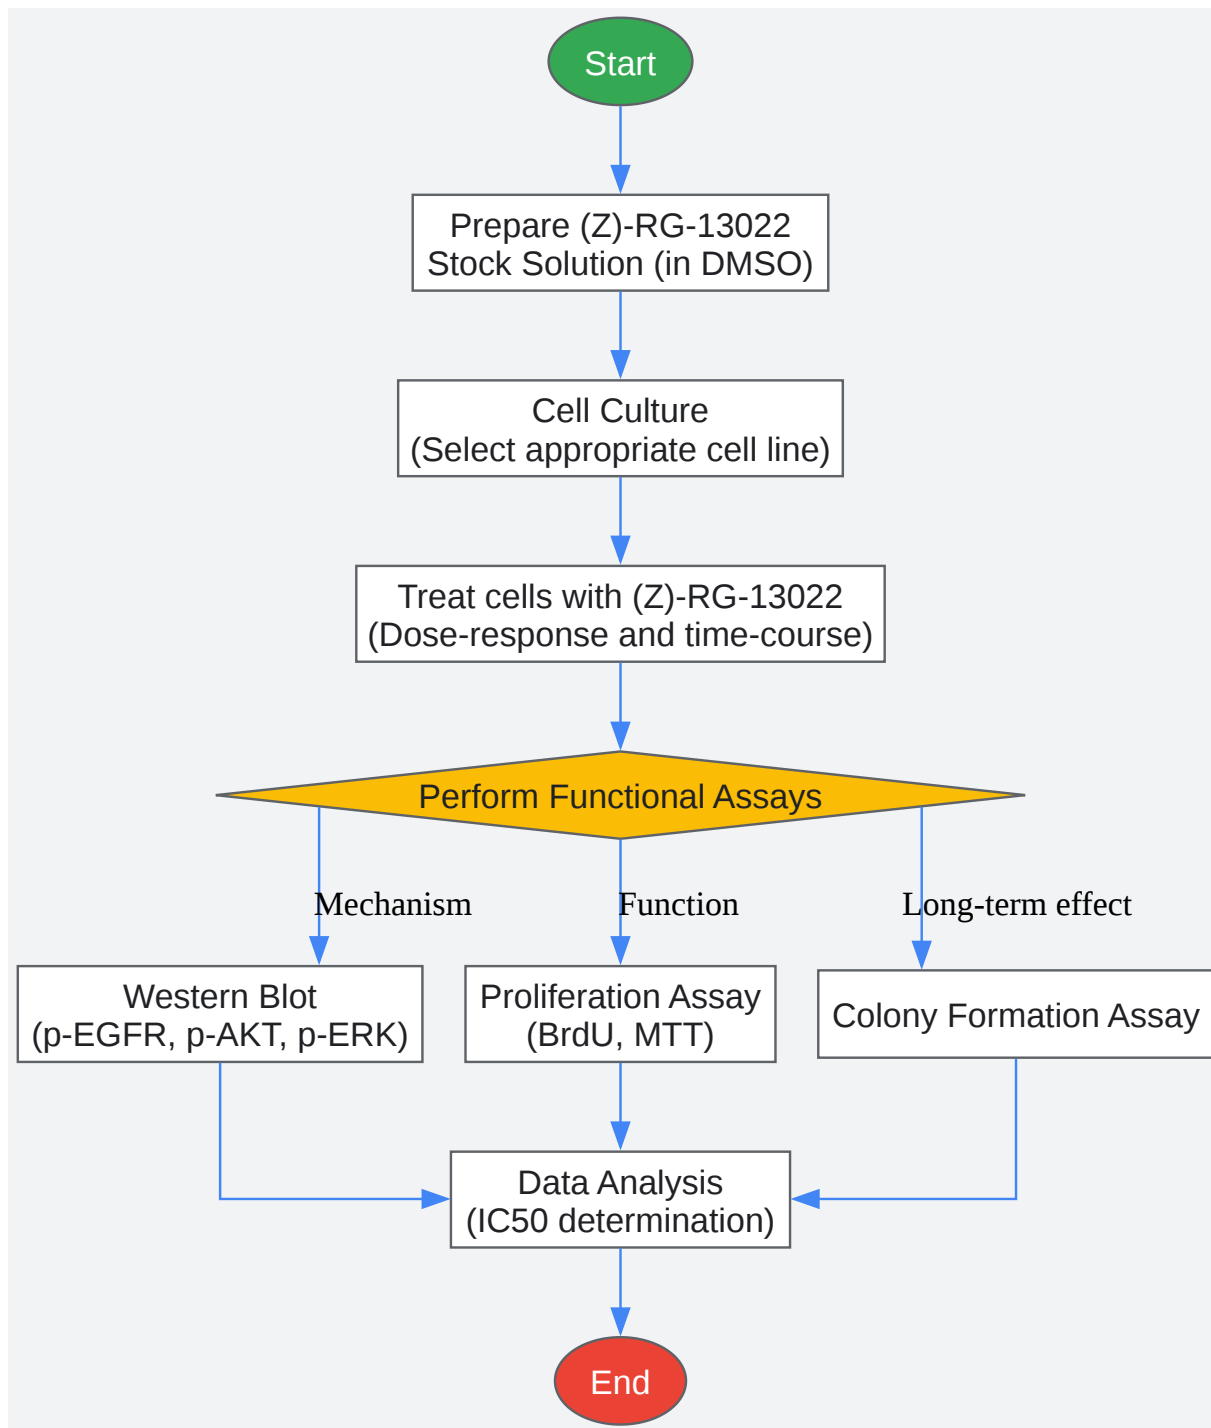 Start
Prepare (Z)-RG-13022
Stock Solution (in DMSO)
Cell Culture
(Select appropriate cell line)
Treat cells with (Z)-RG-13022
(Dose-response and time-course)
Perform Functional Assays
Mechanism
Function
Long-term effect
Western Blot
(p-EGFR, p-AKT, p-ERK)
Proliferation Assay
(BrdU, MTT)
Colony Formation Assay
Data Analysis
(IC50 determination)
End